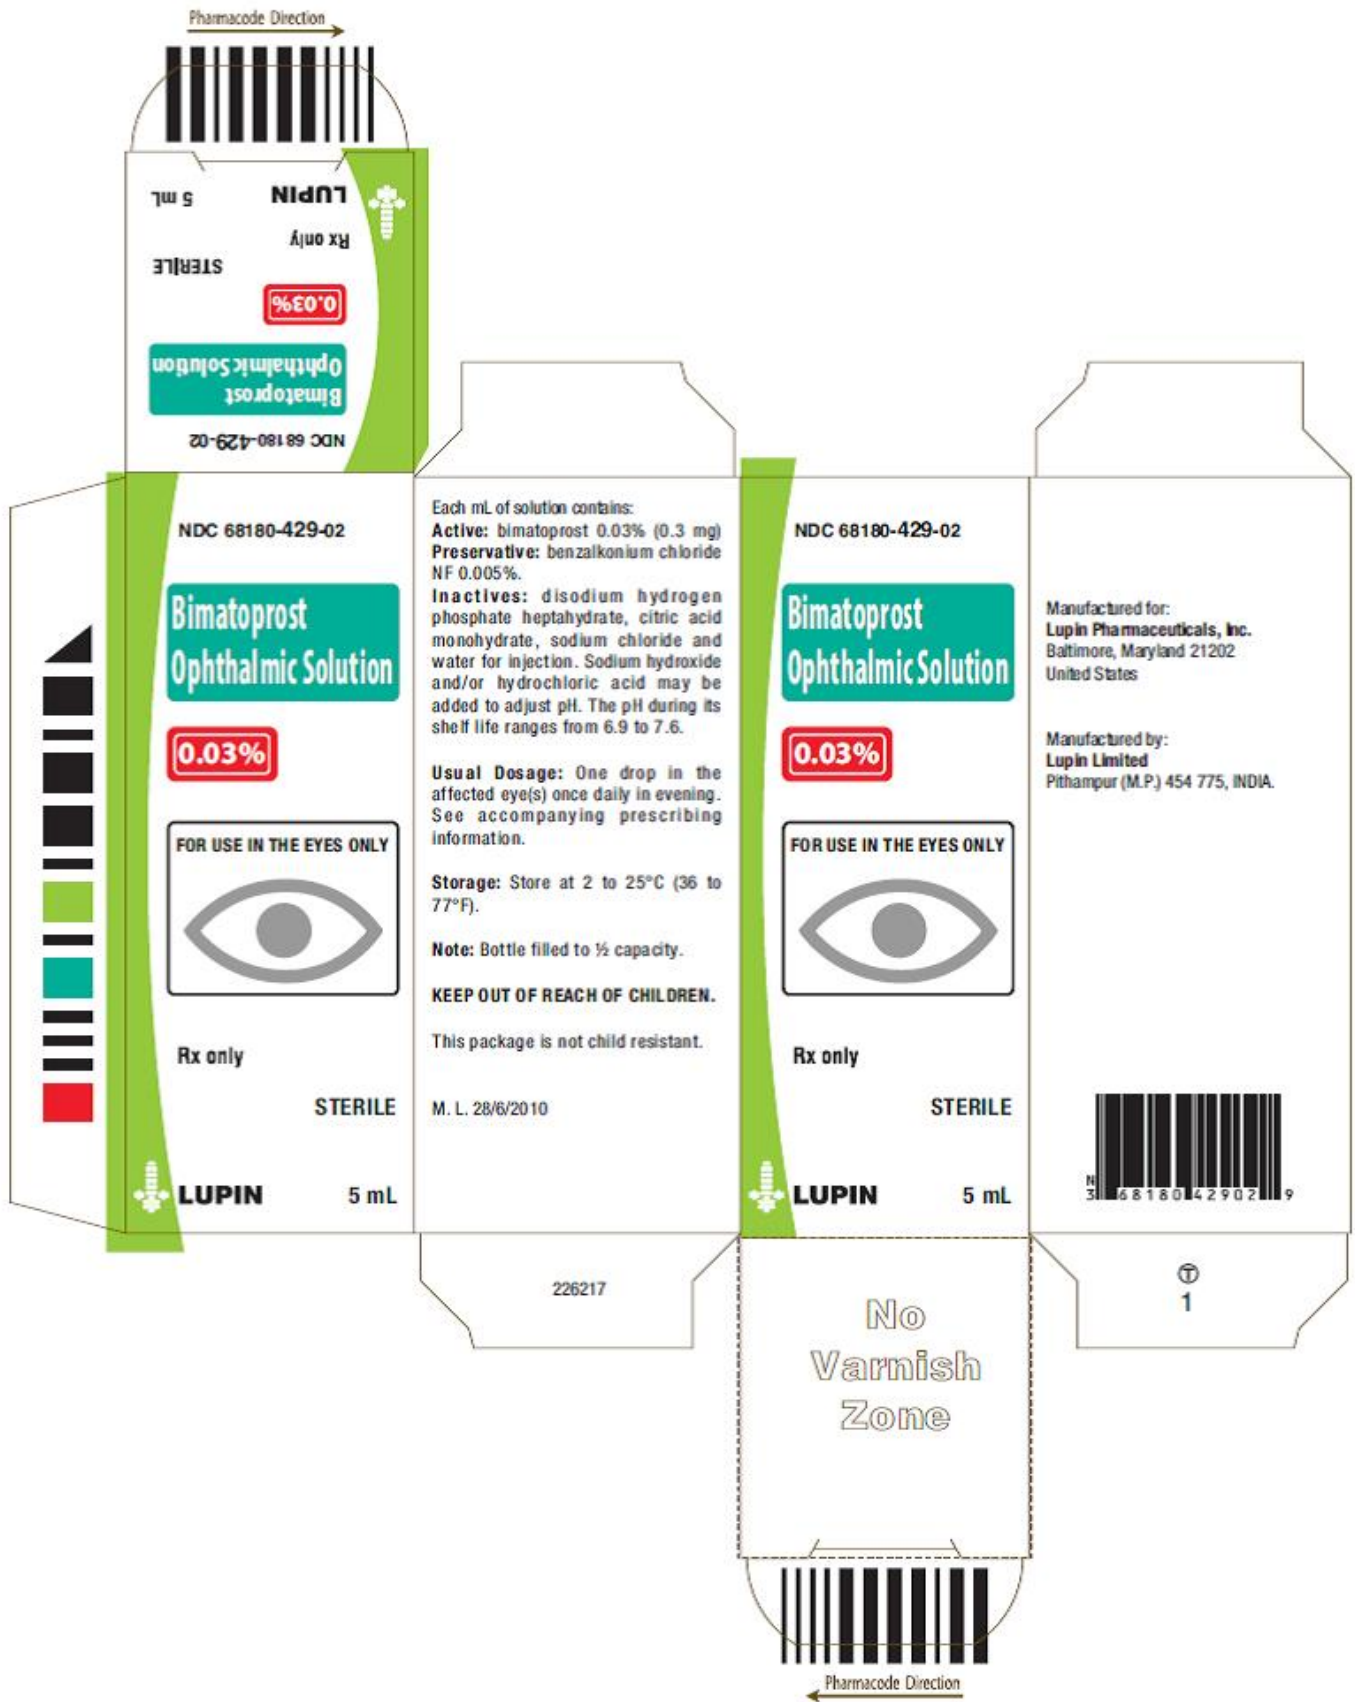 Pharmacode Direction
5 mL
LUPIN
Rx only
STERILE
0.03%
Bimatoprost
Ophthalmic Solution
NDC 68180-429-02
NDC 68180-429-02
Bimatoprost
Ophthalmic Solution
0.03%
FOR USE IN THE EYES ONLY
Rx only
STERILE
LUPIN
5 mL
Each mL of solution contains:
Active: bimatoprost 0.03% (0.3 mg)
Preservative: benzalkonium chloride
NF 0.005%.
Inactives: disodium hydrogen
phosphate heptahydrate, citric acid
monohydrate, sodium chloride and
water for injection. Sodium hydroxide
and/or hydrochloric acid may be
added to adjust pH. The pH during its
shelf life ranges from 6.9 to 7.6.
Usual Dosage: One drop in the
affected eye(s) once daily in evening.
See accompanying prescribing
information.
Storage: Store at 2 to 25°C (36 to
77°F).
Note: Bottle filled to ½ capacity.
KEEP OUT OF REACH OF CHILDREN.
This package is not child resistant.
M. L. 28/6/2010
226217
NDC 68180-429-02
Bimatoprost
Ophthalmic Solution
0.03%
FOR USE IN THE EYES ONLY
Rx only
STERILE
LUPIN
5 mL
No
Varnish
Zone
Pharmacode Direction
Manufactured for:
Lupin Pharmaceuticals, Inc.
Baltimore, Maryland 21202
United States
Manufactured by:
Lupin Limited
Pithampur (M.P.) 454 775, INDIA.
N
3 68180 42902 9
T
1